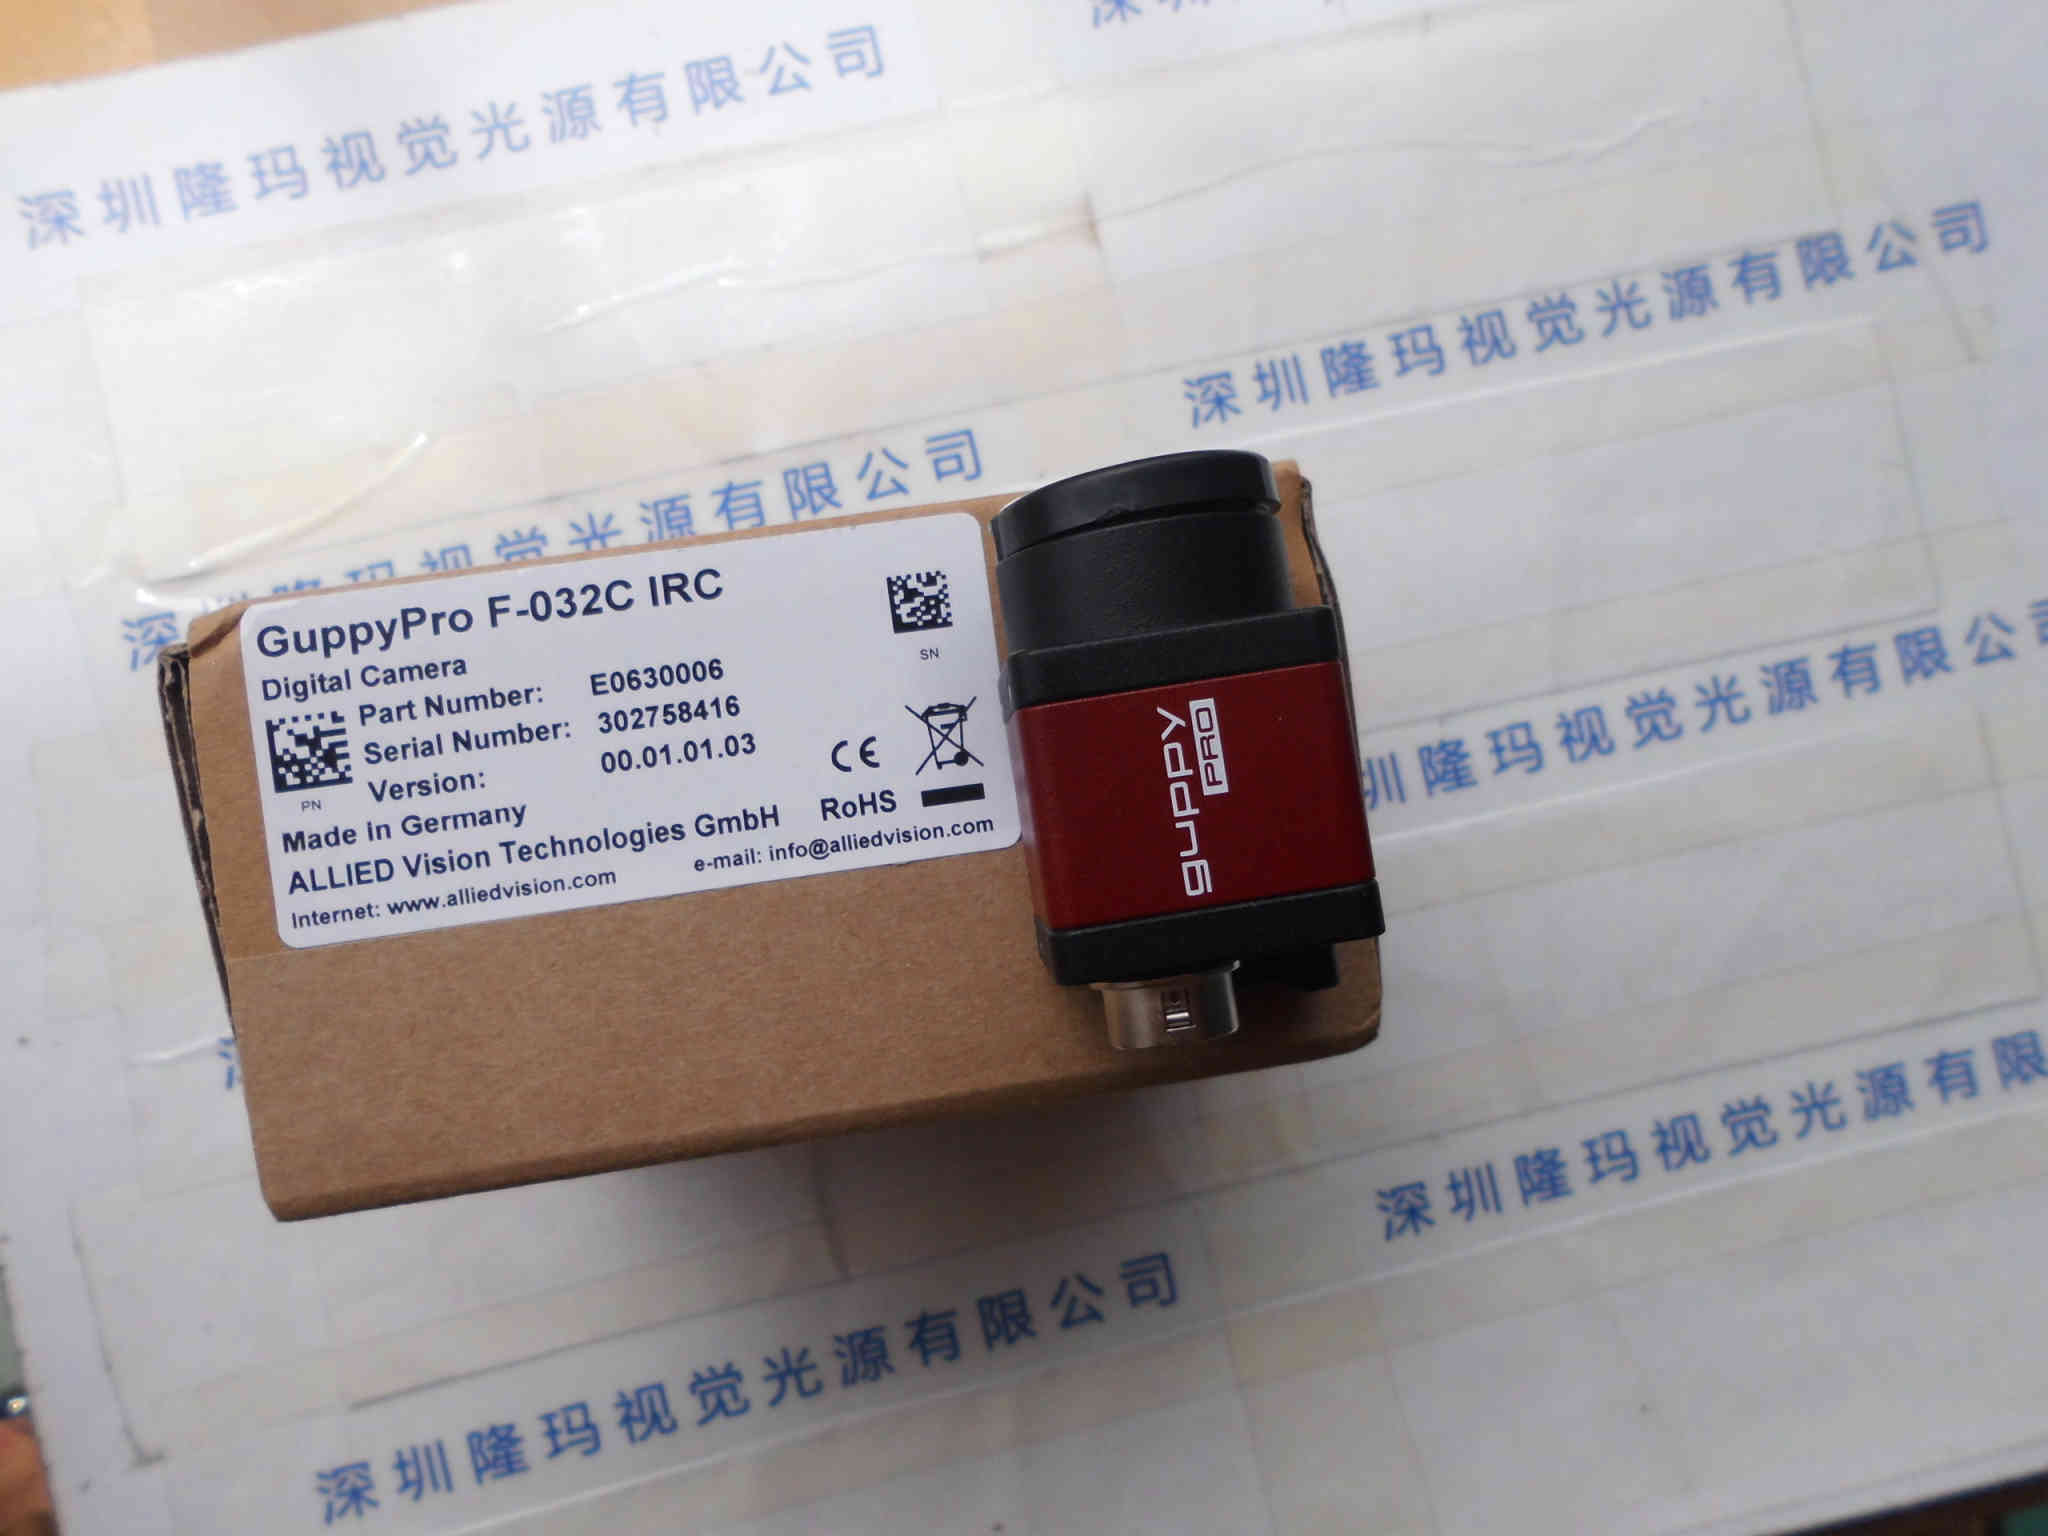 深圳隆玛视觉光源有限公司
深圳隆玛视觉光源有限公司
深圳隆玛视觉光源有限公司
GuppyPro F-032C IRC
Digital Camera
Part Number: E0630006
Serial Number: 302758416
Version: 00.01.01.03
PN
SN
Made in Germany
CE
RoHS
ALLIED Vision Technologies GmbH
Internet: www.alliedvision.com e-mail: info@alliedvision.com
guppy
PRO
圳隆玛视觉光源有限公司
深圳隆玛视觉光源有限
深圳隆玛视觉光源有限公司